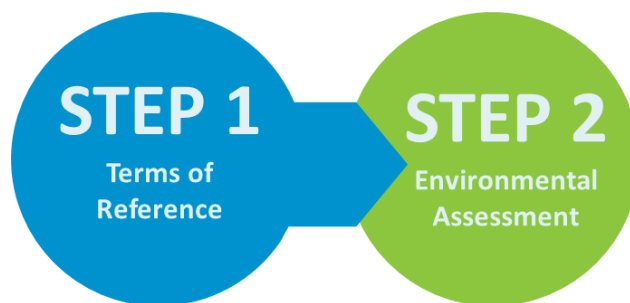 STEP 1
Terms of
Reference
STEP 2
Environmental
Assessment